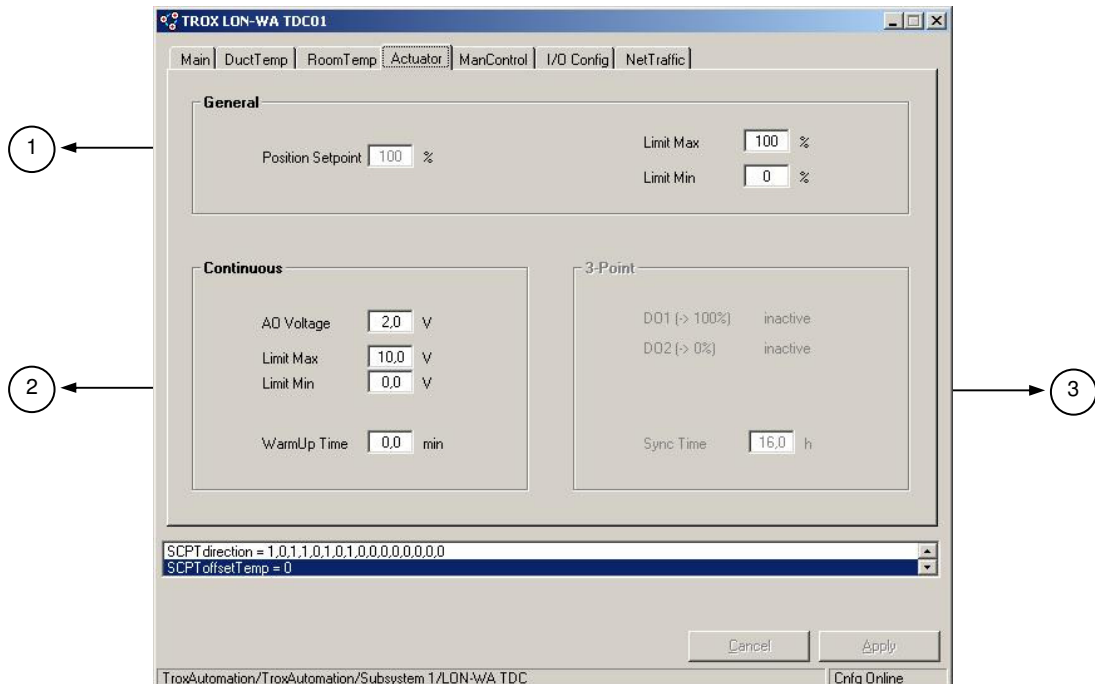 TROX LON-WA TDC01
Main DuctTemp RoomTemp Actuator ManControl I/O Config NetTraffic
General
1
Position Setpoint 100 %
Limit Max 100 %
Limit Min 0 %
Continuous
AO Voltage 2,0 V
Limit Max 10,0 V
Limit Min 0,0 V
WarmUp Time 0,0 min
2
3-Point
DO1 (-> 100%) inactive
DO2 (-> 0%) inactive
Sync Time 16,0 h
3
SCPTdirection = 1,0,1,1,0,1,0,1,0,0,0,0,0,0,0,0
SCPToffsetTemp = 0
Cancel Apply
TroxAutomation/TroxAutomation/Subsystem 1/LON-WA TDC Cnfg Online